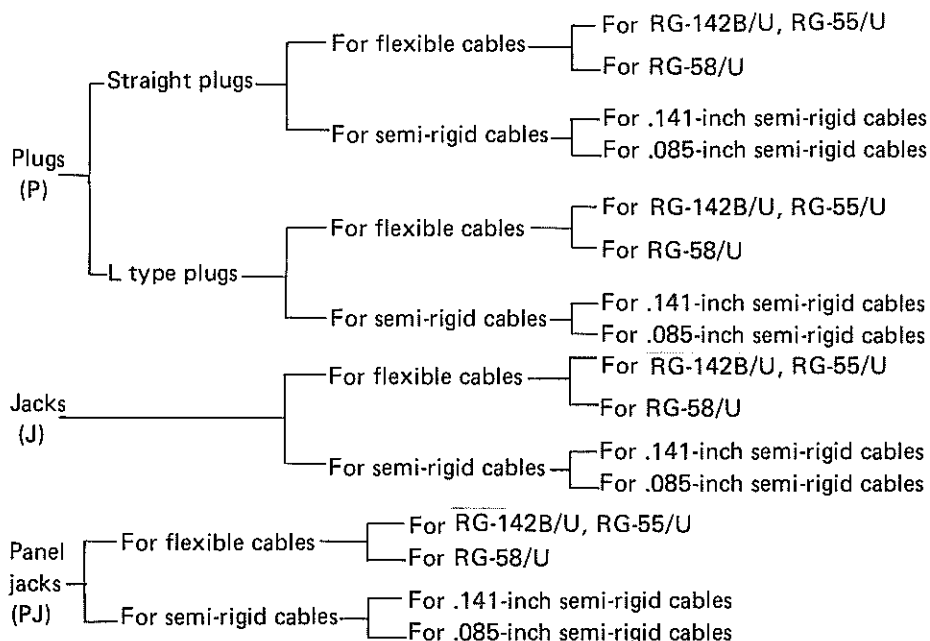 For RG-142B/U, RG-55/U
For flexible cables
For RG-58/U
Straight plugs
For .141-inch semi-rigid cables
For semi-rigid cables
For .085-inch semi-rigid cables
Plugs
(P)
For RG-142B/U, RG-55/U
For flexible cables
For RG-58/U
L type plugs
For .141-inch semi-rigid cables
For semi-rigid cables
For .085-inch semi-rigid cables
For RG-142B/U, RG-55/U
For flexible cables
For RG-58/U
Jacks
(J)
For .141-inch semi-rigid cables
For semi-rigid cables
For .085-inch semi-rigid cables
For RG-142B/U, RG-55/U
For flexible cables
For RG-58/U
Panel
jacks
(PJ)
For .141-inch semi-rigid cables
For semi-rigid cables
For .085-inch semi-rigid cables